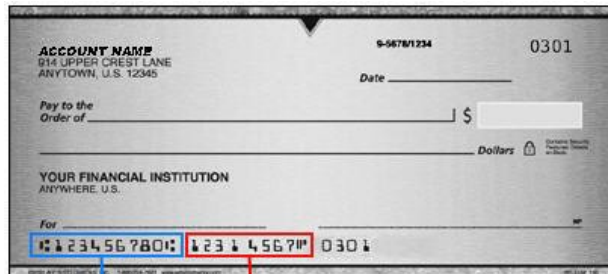 ACCOUNT NAME 9-5678/1234 0301
914 UPPER CREST LANE
ANYTOWN, U.S. 12345
Date
Pay to the
Order of $
Dollars
YOUR FINANCIAL INSTITUTION
ANYWHERE, U.S.
For MP
⑆123456780⑆ 1231 4567⑈ 0301